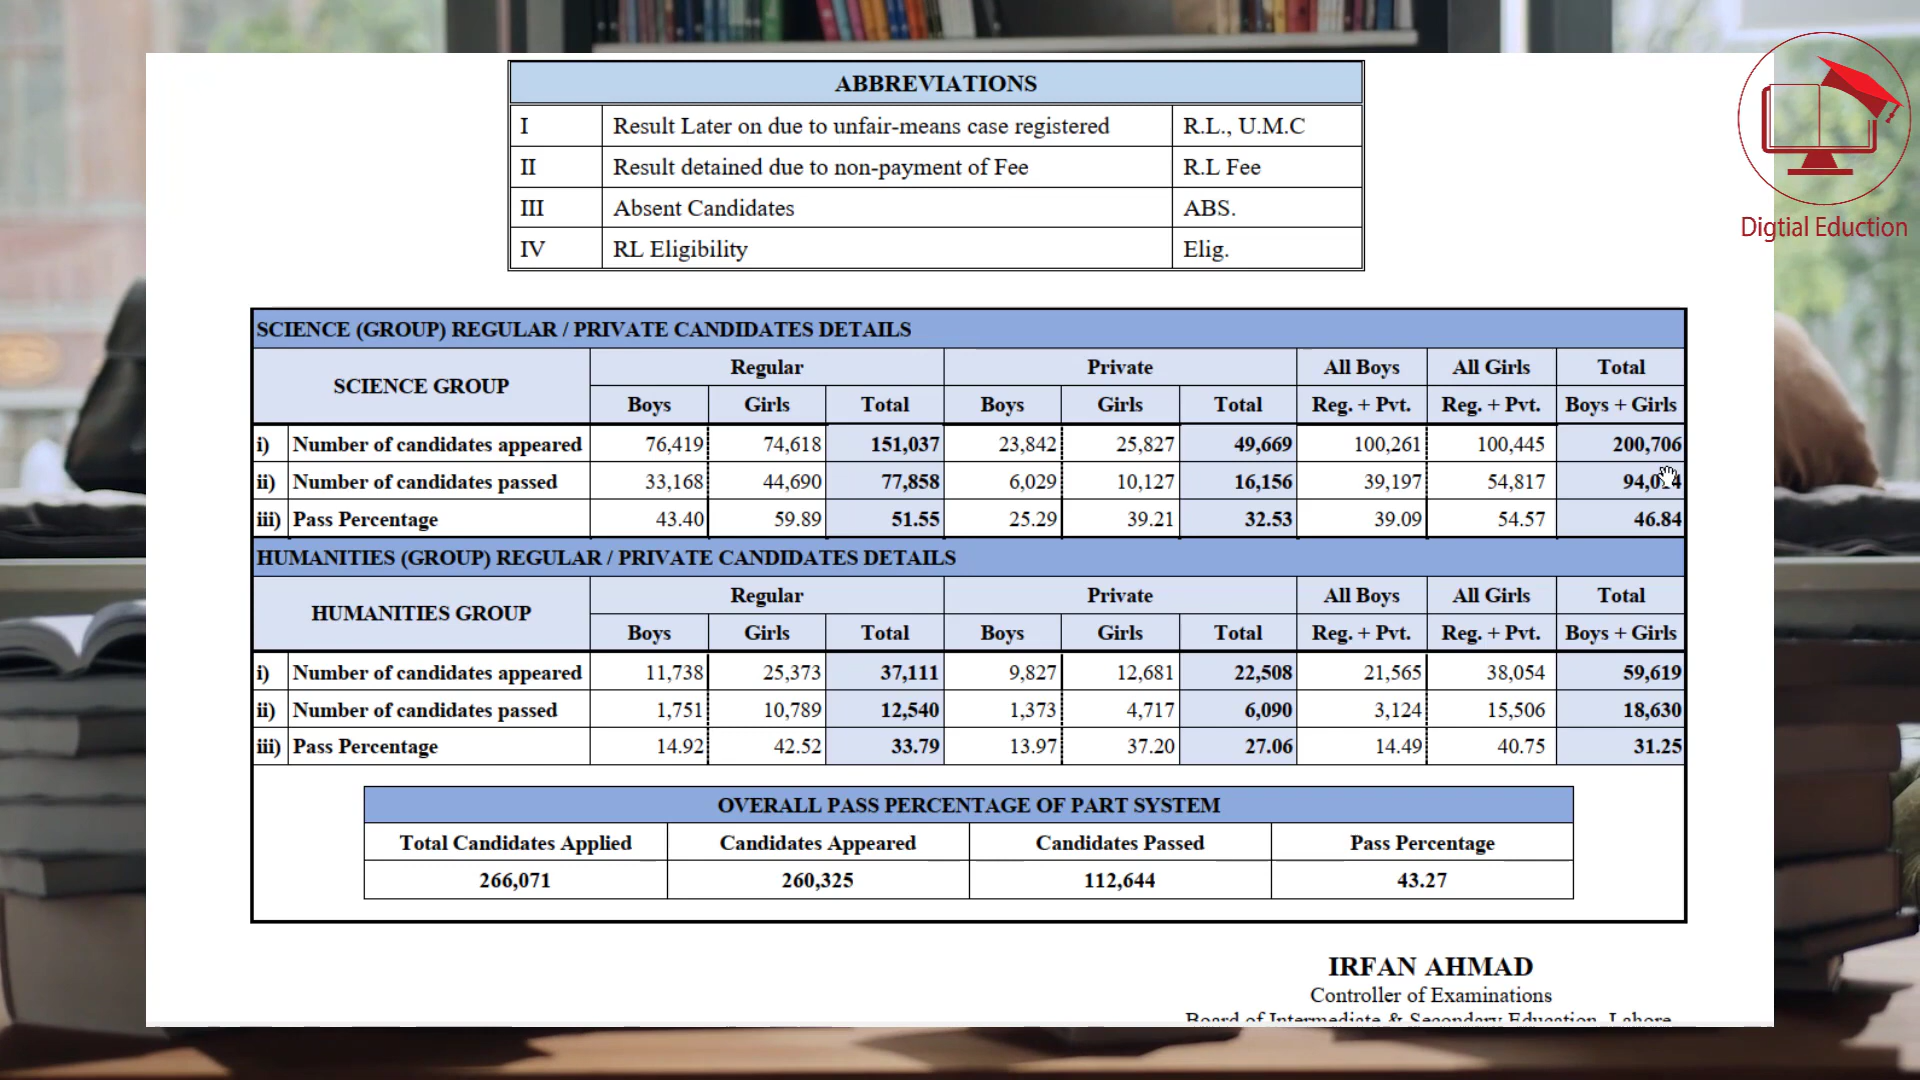 ABBREVIATIONS
I Result Later on due to unfair-means case registered R.L., U.M.C
II Result detained due to non-payment of Fee R.L Fee
III Absent Candidates ABS.
IV RL Eligibility Elig.
Digtial Eduction
SCIENCE (GROUP) REGULAR / PRIVATE CANDIDATES DETAILS
SCIENCE GROUP Regular Private All Boys All Girls Total
Boys Girls Total Boys Girls Total Reg. + Pvt. Reg. + Pvt. Boys + Girls
i) Number of candidates appeared 76,419 74,618 151,037 23,842 25,827 49,669 100,261 100,445 200,706
ii) Number of candidates passed 33,168 44,690 77,858 6,029 10,127 16,156 39,197 54,817
iii) Pass Percentage 43.40 59.89 51.55 25.29 39.21 32.53 39.09 54.57 46.84
HUMANITIES (GROUP) REGULAR / PRIVATE CANDIDATES DETAILS
HUMANITIES GROUP Regular Private All Boys All Girls Total
Boys Girls Total Boys Girls Total Reg. + Pvt. Reg. + Pvt. Boys + Girls
i) Number of candidates appeared 11,738 25,373 37,111 9,827 12,681 22,508 21,565 38,054 59,619
ii) Number of candidates passed 1,751 10,789 12,540 1,373 4,717 6,090 3,124 15,506 18,630
iii) Pass Percentage 14.92 42.52 33.79 13.97 37.20 27.06 14.49 40.75 31.25
OVERALL PASS PERCENTAGE OF PART SYSTEM
Total Candidates Applied Candidates Appeared Candidates Passed Pass Percentage
266,071 260,325 112,644 43.27
IRFAN AHMAD
Controller of Examinations
Board of Intermediate & Secondary Education, Lahore